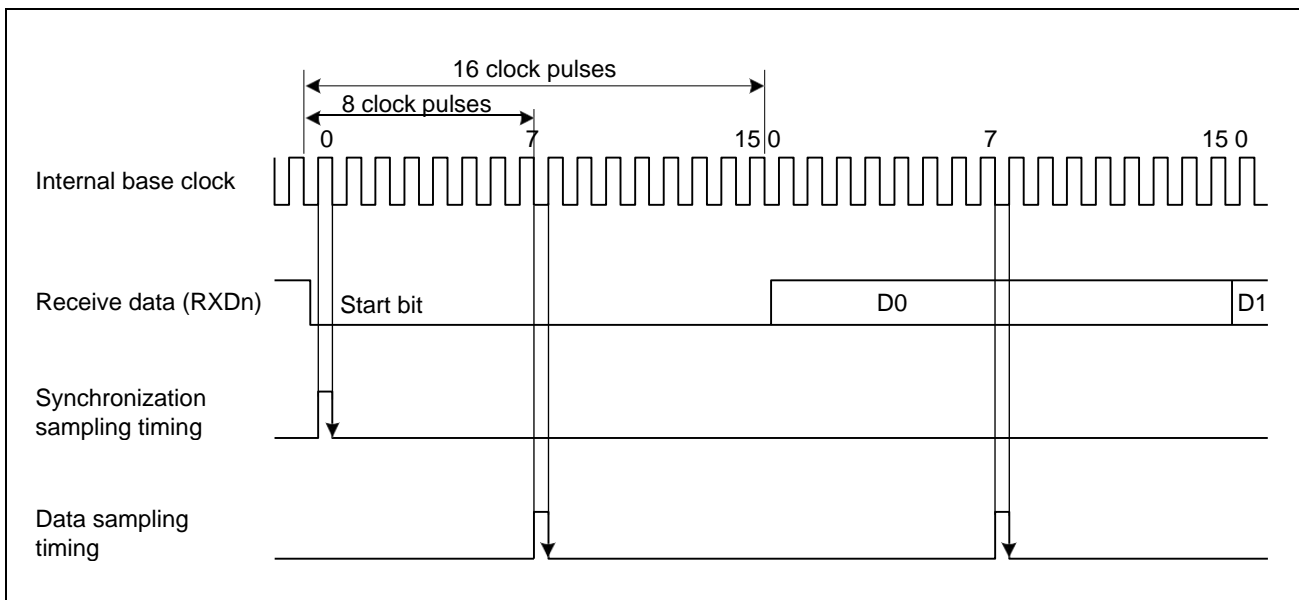 16 clock pulses
8 clock pulses
0 7 15 0 7 15 0
Internal base clock
Receive data (RXDn)
Start bit
D0
D1
Synchronization
sampling timing
Data sampling
timing